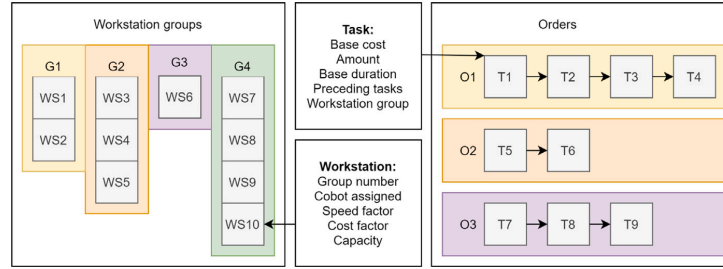 Workstation groups
G1
G2
G3
G4
WS1
WS2
WS3
WS4
WS5
WS6
WS7
WS8
WS9
WS10
Task:
Base cost
Amount
Base duration
Preceding tasks
Workstation group
Workstation:
Group number
Cobot assigned
Speed factor
Cost factor
Capacity
Orders
O1 T1 T2 T3 T4
O2 T5 T6
O3 T7 T8 T9